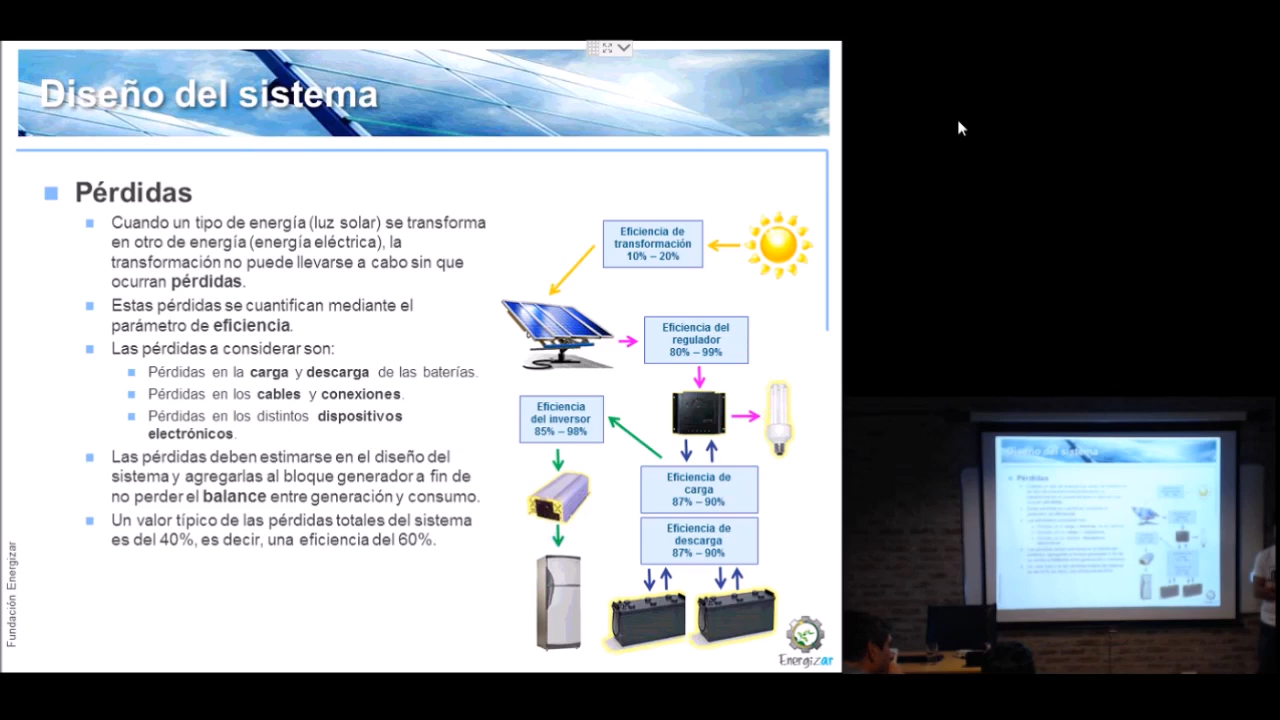 Diseño del sistema
Pérdidas
Cuando un tipo de energía (luz solar) se transforma
en otro de energía (energía eléctrica), la
transformación no puede llevarse a cabo sin que
ocurran pérdidas.
Estas pérdidas se cuantifican mediante el
parámetro de eficiencia.
Las pérdidas a considerar son:
Pérdidas en la carga y descarga de las baterías.
Pérdidas en los cables y conexiones.
Pérdidas en los distintos dispositivos
electrónicos.
Las pérdidas deben estimarse en el diseño del
sistema y agregarlas al bloque generador a fin de
no perder el balance entre generación y consumo.
Un valor típico de las pérdidas totales del sistema
es del 40%, es decir, una eficiencia del 60%.
Eficiencia de
transformación
10% – 20%
Eficiencia del
regulador
80% – 99%
Eficiencia
del inversor
85% – 98%
Eficiencia de
carga
87% – 90%
Eficiencia de
descarga
87% – 90%
Fundación Energizar
Energizar
Diseño del sistema
Pérdidas